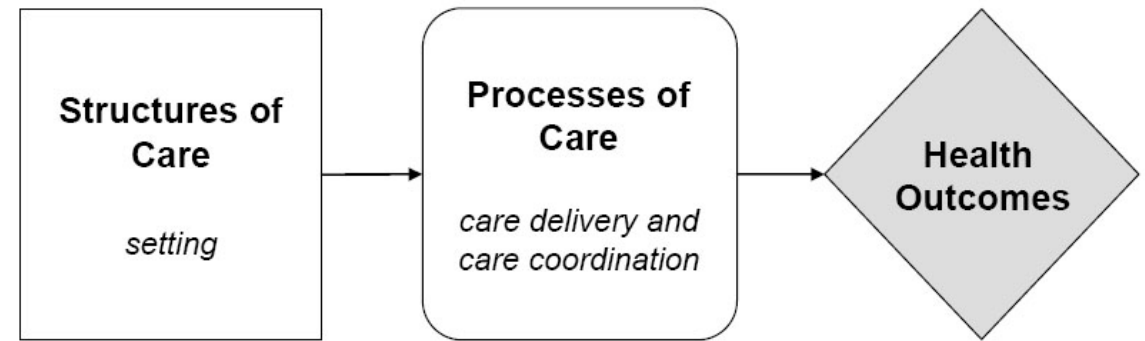 Structures of
Care
setting
Processes of
Care
care delivery and
care coordination
Health
Outcomes